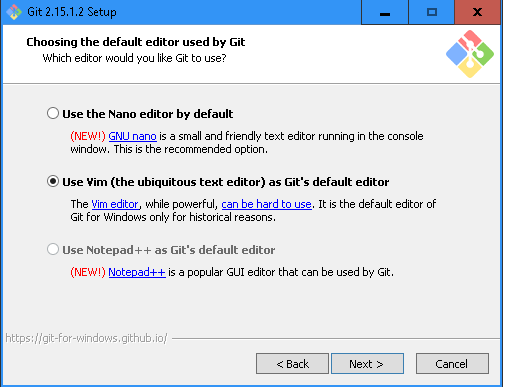 Git 2.15.1.2 Setup
Choosing the default editor used by Git
Which editor would you like Git to use?
Use the Nano editor by default
(NEW!) GNU nano is a small and friendly text editor running in the console
window. This is the recommended option.
Use Vim (the ubiquitous text editor) as Git's default editor
The Vim editor, while powerful, can be hard to use. It is the default editor of
Git for Windows only for historical reasons.
Use Notepad++ as Git's default editor
(NEW!) Notepad++ is a popular GUI editor that can be used by Git.
https://git-for-windows.github.io/
< Back
Next >
Cancel